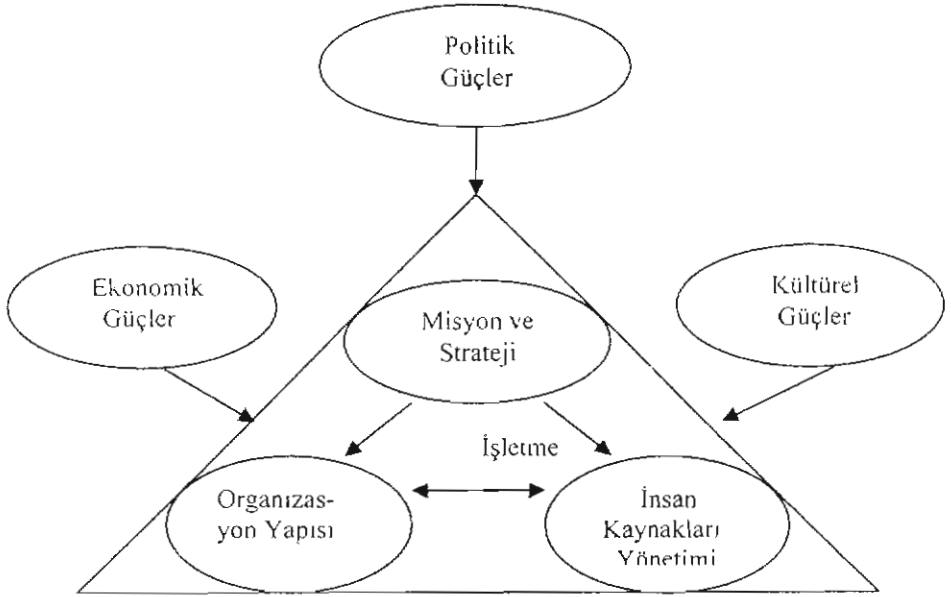 Politik
Güçler
Ekonomik
Güçler
Kültürel
Güçler
Misyon ve
Strateji
İşletme
Organizas-
yon Yapısı
İnsan
Kaynakları
Yönetimi